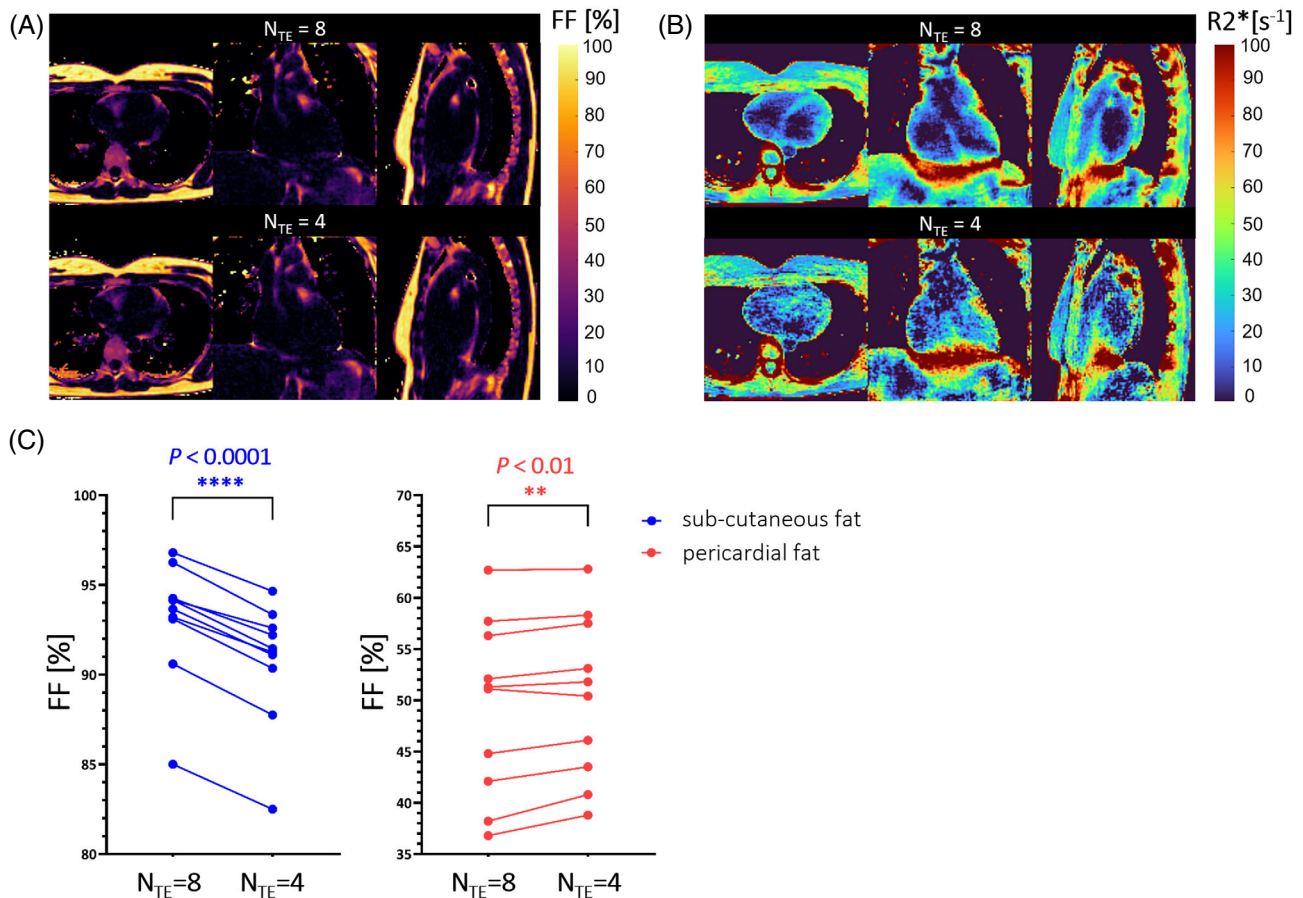 (A)
N_TE = 8
FF [%]
100
90
80
70
60
50
40
30
20
10
0
N_TE = 4
(B)
N_TE = 8
R2*[s⁻¹]
100
90
80
70
60
50
40
30
20
10
0
N_TE = 4
(C)
P < 0.0001
****
FF [%]
100
95
90
85
80
N_TE=8 N_TE=4
P < 0.01
**
FF [%]
70
65
60
55
50
45
40
35
N_TE=8 N_TE=4
sub-cutaneous fat
pericardial fat